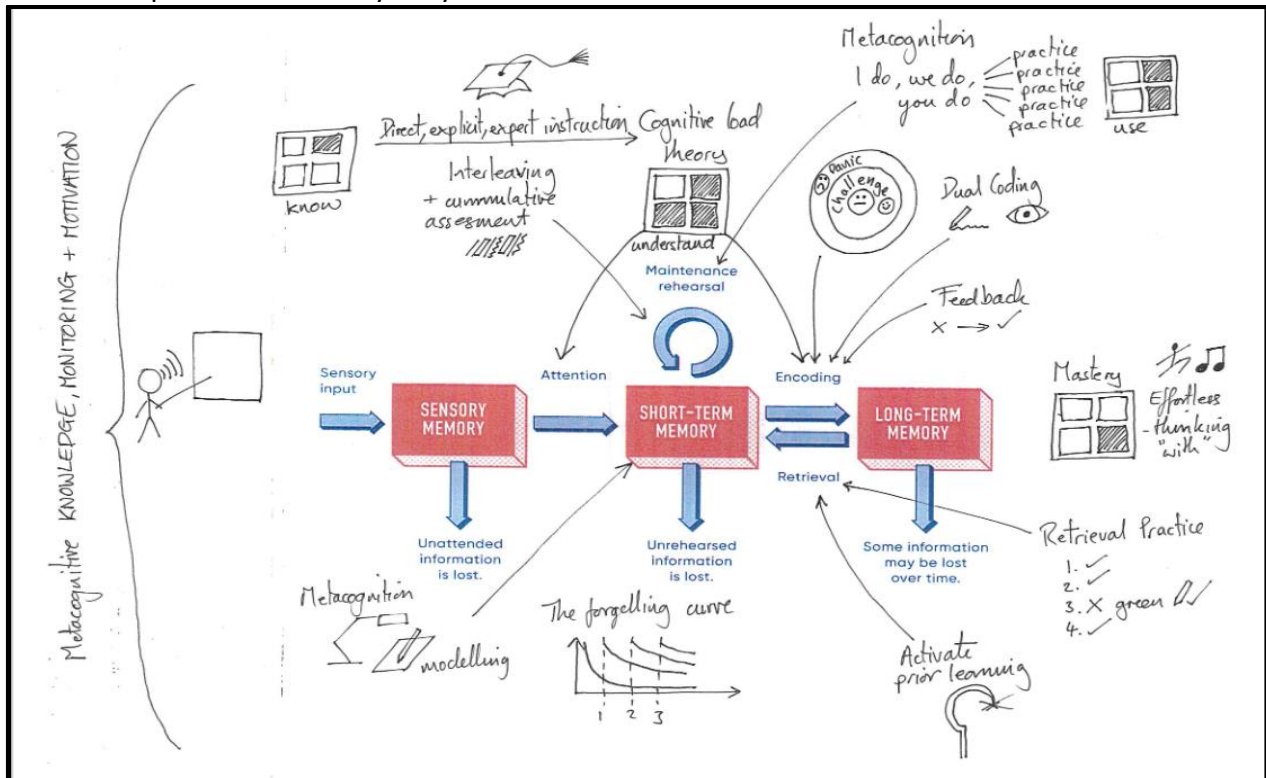 Metacognitive KNOWLEDGE, MONITORING + MOTIVATION
know
Direct, explicit, expert instruction
Interleaving
+ cummulative
assesment
Cognitive load
theory
understand
Metacognition
I do, we do,
you do
practice
practice
practice
practice
practice
use
Panic
Challenge
Dual Coding
Feedback
x → ✓
Maintenance
rehearsal
Sensory
input
SENSORY
MEMORY
Attention
SHORT-TERM
MEMORY
Encoding
Retrieval
LONG-TERM
MEMORY
Mastery
Effortless
- thinking
"with"
Unattended
information
is lost.
Unrehearsed
information
is lost.
Some information
may be lost
over time.
Metacognition
modelling
The forgetting curve
1 2 3
Activate
prior learning
Retrieval Practice
1. ✓
2. ✓
3. X green ✓
4. ✓